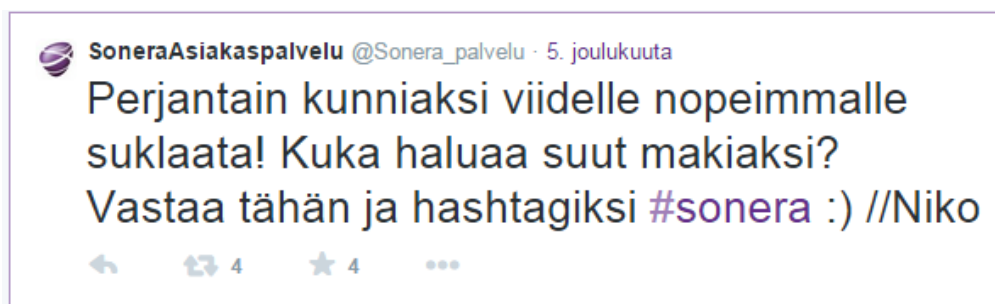 SoneraAsiakaspalvelu @Sonera_palvelu · 5. joulukuuta
Perjantain kunniaksi viidelle nopeimmalle
suklaata! Kuka haluaa suut makiaksi?
Vastaa tähän ja hashtagiksi #sonera :) //Niko
4 4